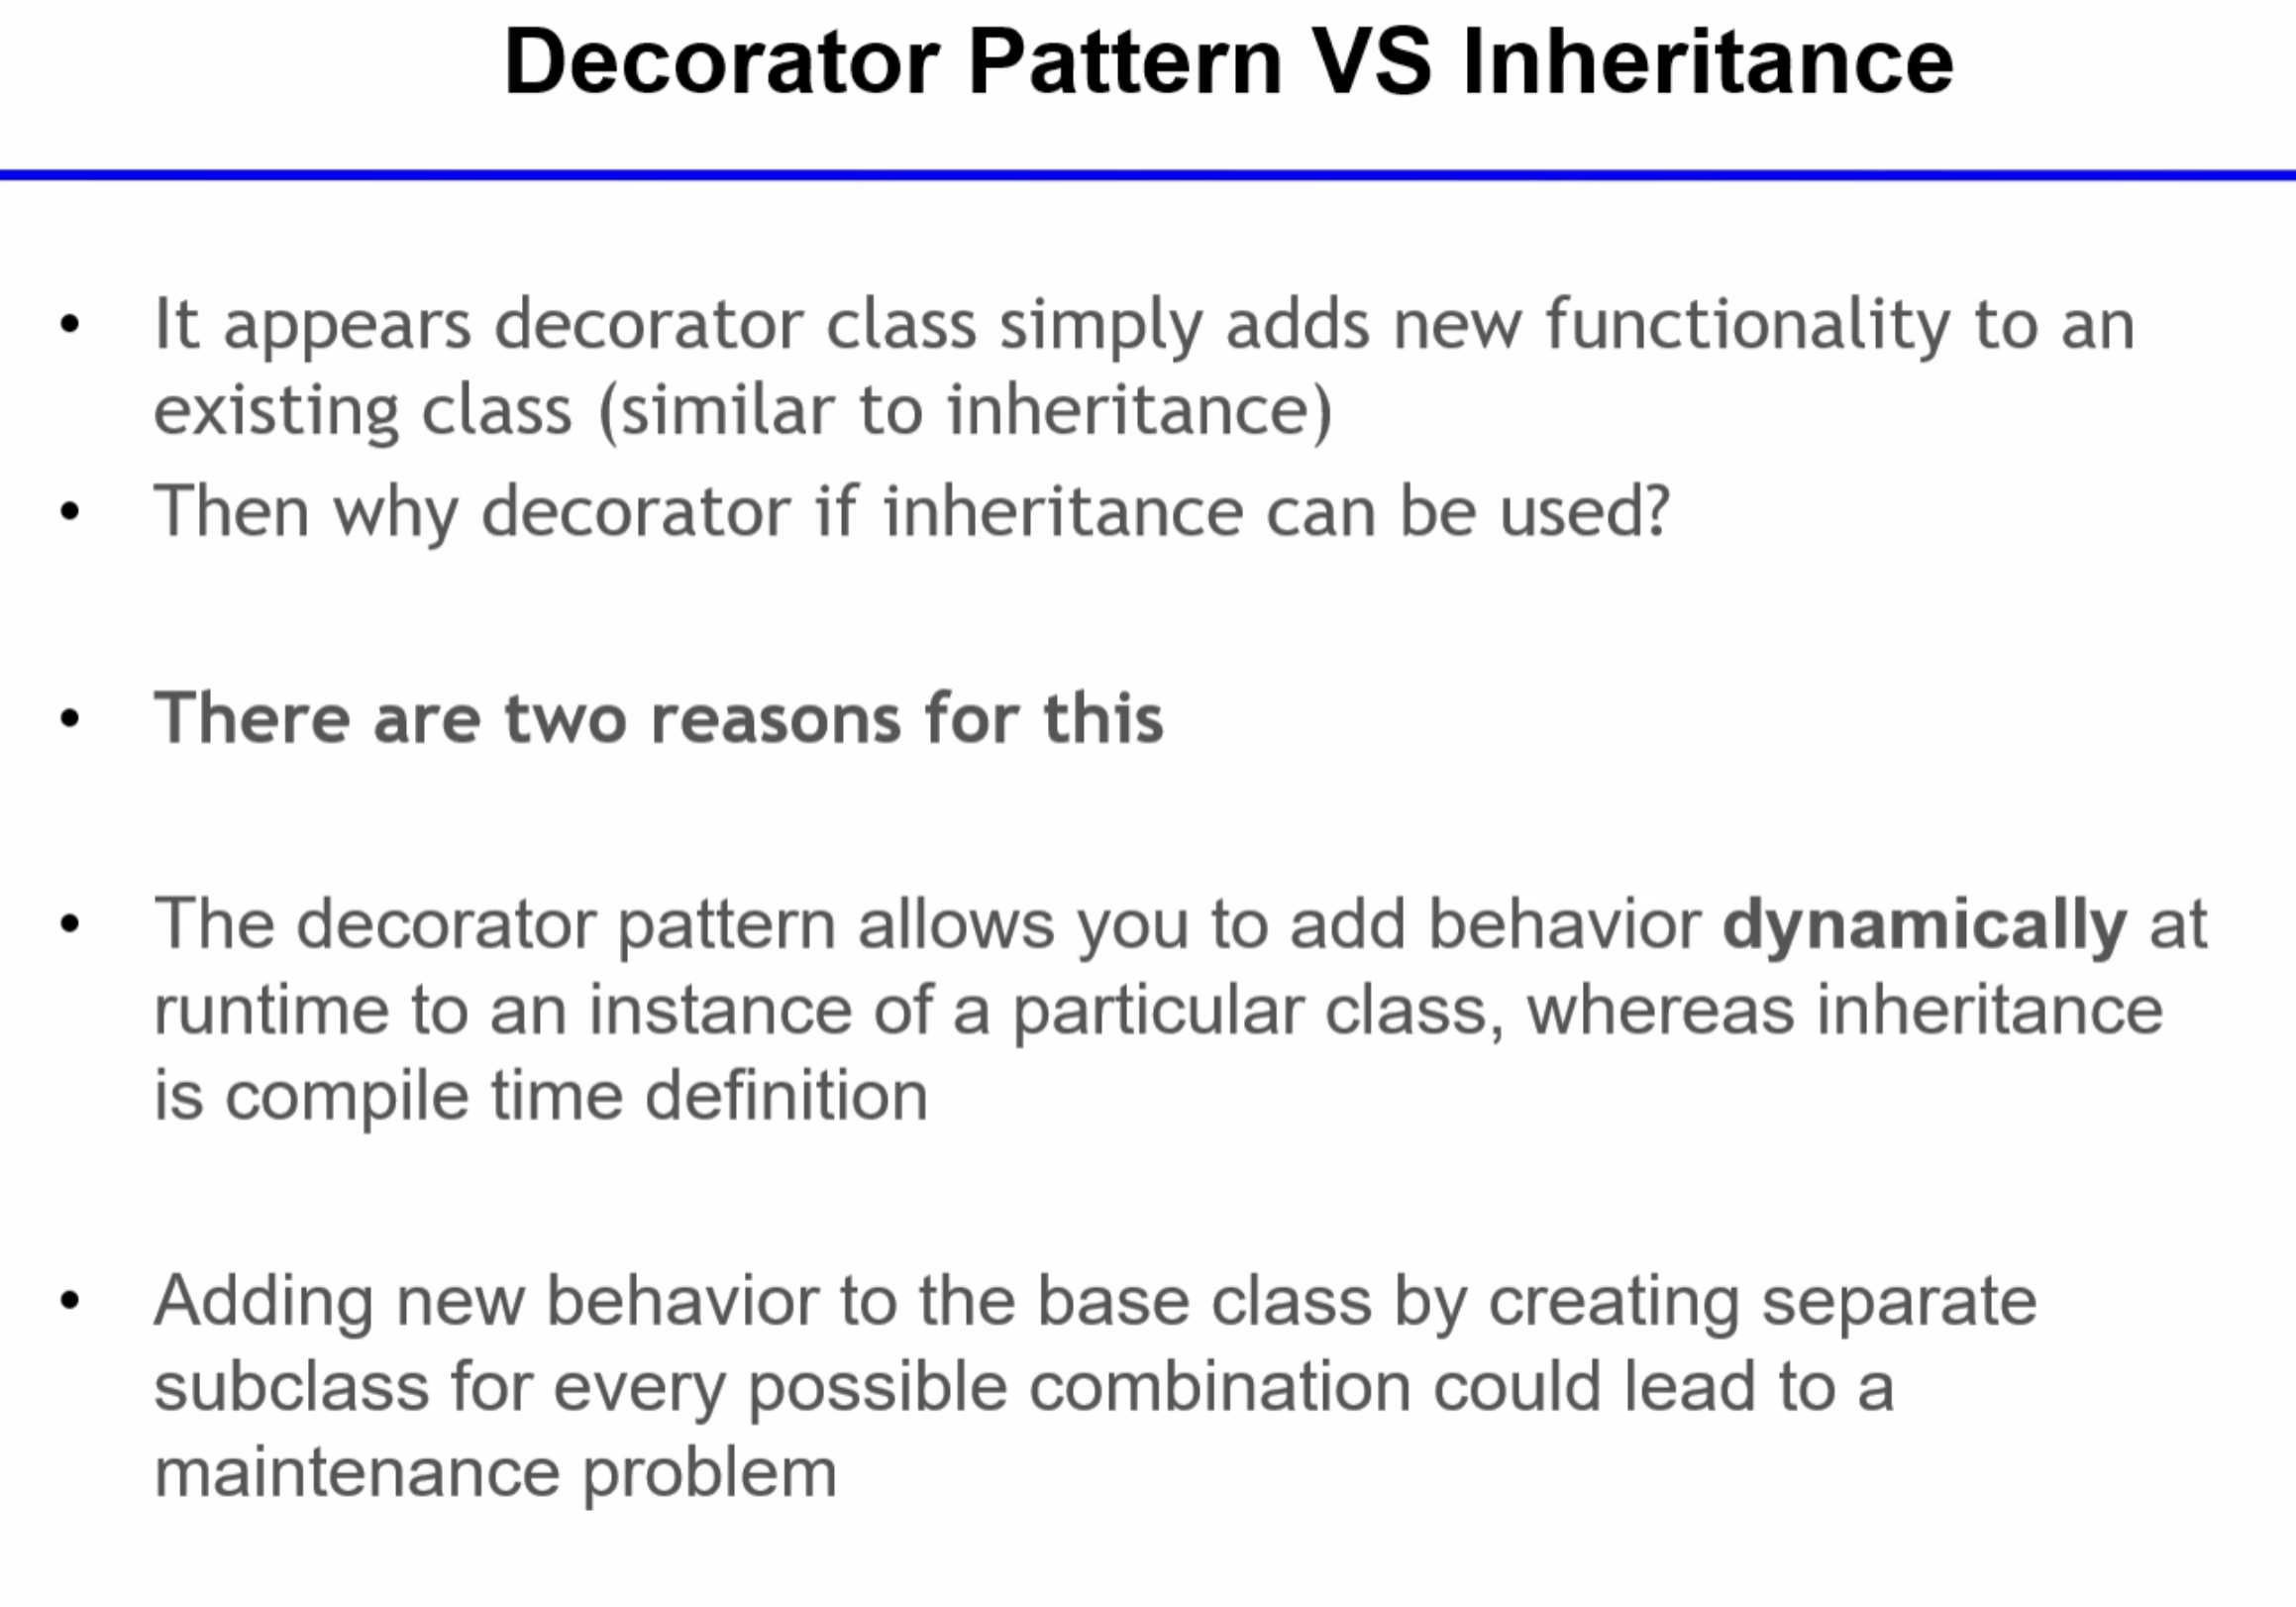 Decorator Pattern VS Inheritance
• It appears decorator class simply adds new functionality to an
existing class (similar to inheritance)
• Then why decorator if inheritance can be used?
• There are two reasons for this
• The decorator pattern allows you to add behavior dynamically at
runtime to an instance of a particular class, whereas inheritance
is compile time definition
• Adding new behavior to the base class by creating separate
subclass for every possible combination could lead to a
maintenance problem